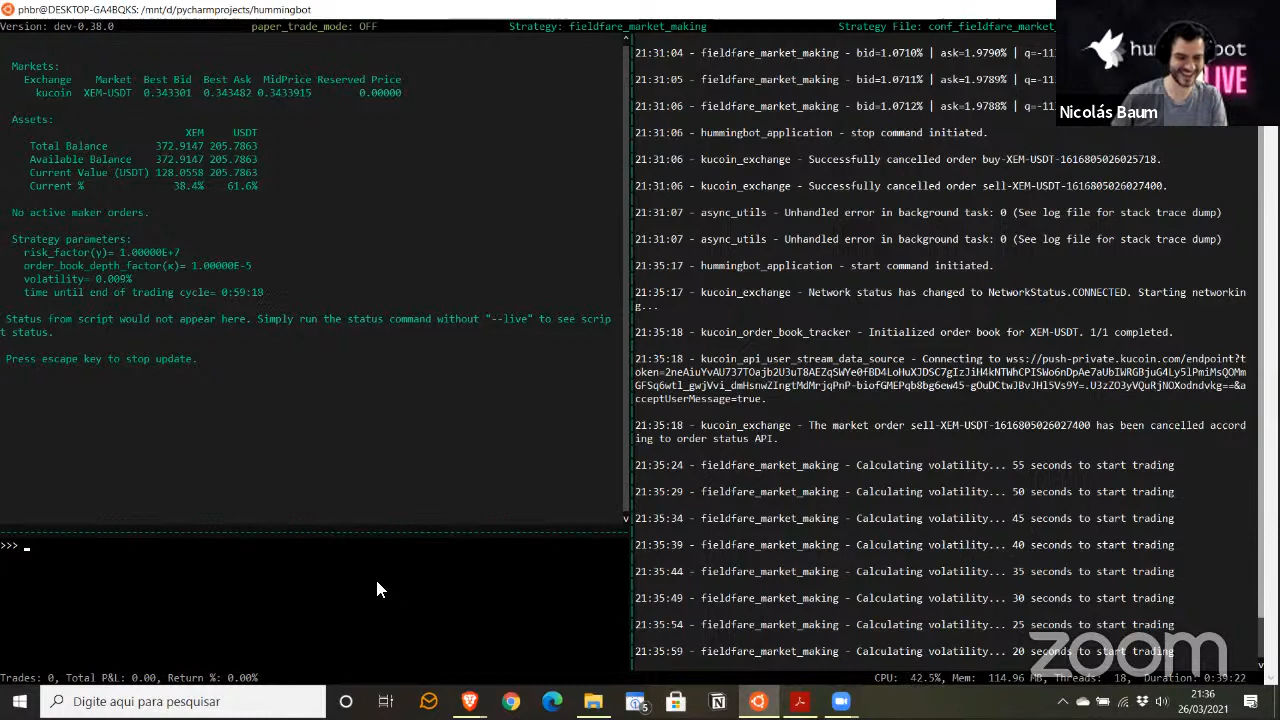 phbr@DESKTOP-GA4BQKS: /mnt/d/pycharmprojects/hummingbot
Version: dev-0.38.0 paper_trade_mode: OFF Strategy: fieldfare_market_making Strategy File: conf_fieldfare_market_
Markets:
Exchange Market Best Bid Best Ask MidPrice Reserved Price
kucoin XEM-USDT 0.343301 0.343482 0.3433915 0.00000
Assets:
XEM USDT
Total Balance 372.9147 205.7863
Available Balance 372.9147 205.7863
Current Value (USDT) 128.0558 205.7863
Current % 38.4% 61.6%
No active maker orders.
Strategy parameters:
risk_factor(γ)= 1.00000E+7
order_book_depth_factor(κ)= 1.00000E-5
volatility= 0.009%
time until end of trading cycle= 0:59:19
Status from script would not appear here. Simply run the status command without "--live" to see scrip
t status.
Press escape key to stop update.
>>>
Trades: 0, Total P&L: 0.00, Return %: 0.00%
21:31:04 - fieldfare_market_making - bid=1.0710% | ask=1.9790% | q=-11
21:31:05 - fieldfare_market_making - bid=1.0711% | ask=1.9789% | q=-11
21:31:06 - fieldfare_market_making - bid=1.0712% | ask=1.9788% | q=-11
21:31:06 - hummingbot_application - stop command initiated.
21:31:06 - kucoin_exchange - Successfully cancelled order buy-XEM-USDT-1616805026025718.
21:31:06 - kucoin_exchange - Successfully cancelled order sell-XEM-USDT-1616805026027400.
21:31:07 - async_utils - Unhandled error in background task: 0 (See log file for stack trace dump)
21:31:07 - async_utils - Unhandled error in background task: 0 (See log file for stack trace dump)
21:35:17 - hummingbot_application - start command initiated.
21:35:17 - kucoin_exchange - Network status has changed to NetworkStatus.CONNECTED. Starting networkin
g...
21:35:18 - kucoin_order_book_tracker - Initialized order book for XEM-USDT. 1/1 completed.
21:35:18 - kucoin_api_user_stream_data_source - Connecting to wss://push-private.kucoin.com/endpoint?t
acceptUserMessage=true.
21:35:18 - kucoin_exchange - The market order sell-XEM-USDT-1616805026027400 has been cancelled accord
ing to order status API.
21:35:24 - fieldfare_market_making - Calculating volatility... 55 seconds to start trading
21:35:29 - fieldfare_market_making - Calculating volatility... 50 seconds to start trading
21:35:34 - fieldfare_market_making - Calculating volatility... 45 seconds to start trading
21:35:39 - fieldfare_market_making - Calculating volatility... 40 seconds to start trading
21:35:44 - fieldfare_market_making - Calculating volatility... 35 seconds to start trading
21:35:49 - fieldfare_market_making - Calculating volatility... 30 seconds to start trading
21:35:54 - fieldfare_market_making - Calculating volatility... 25 seconds to start trading
21:35:59 - fieldfare_market_making - Calculating volatility... 20 seconds to start trading
CPU: 42.5%, Mem: 114.96 MB, Threads: 18, Duration: 0:39:22
LIVE
Nicolás Baum
zoom
Digite aqui para pesquisar
21:36
26/03/2021